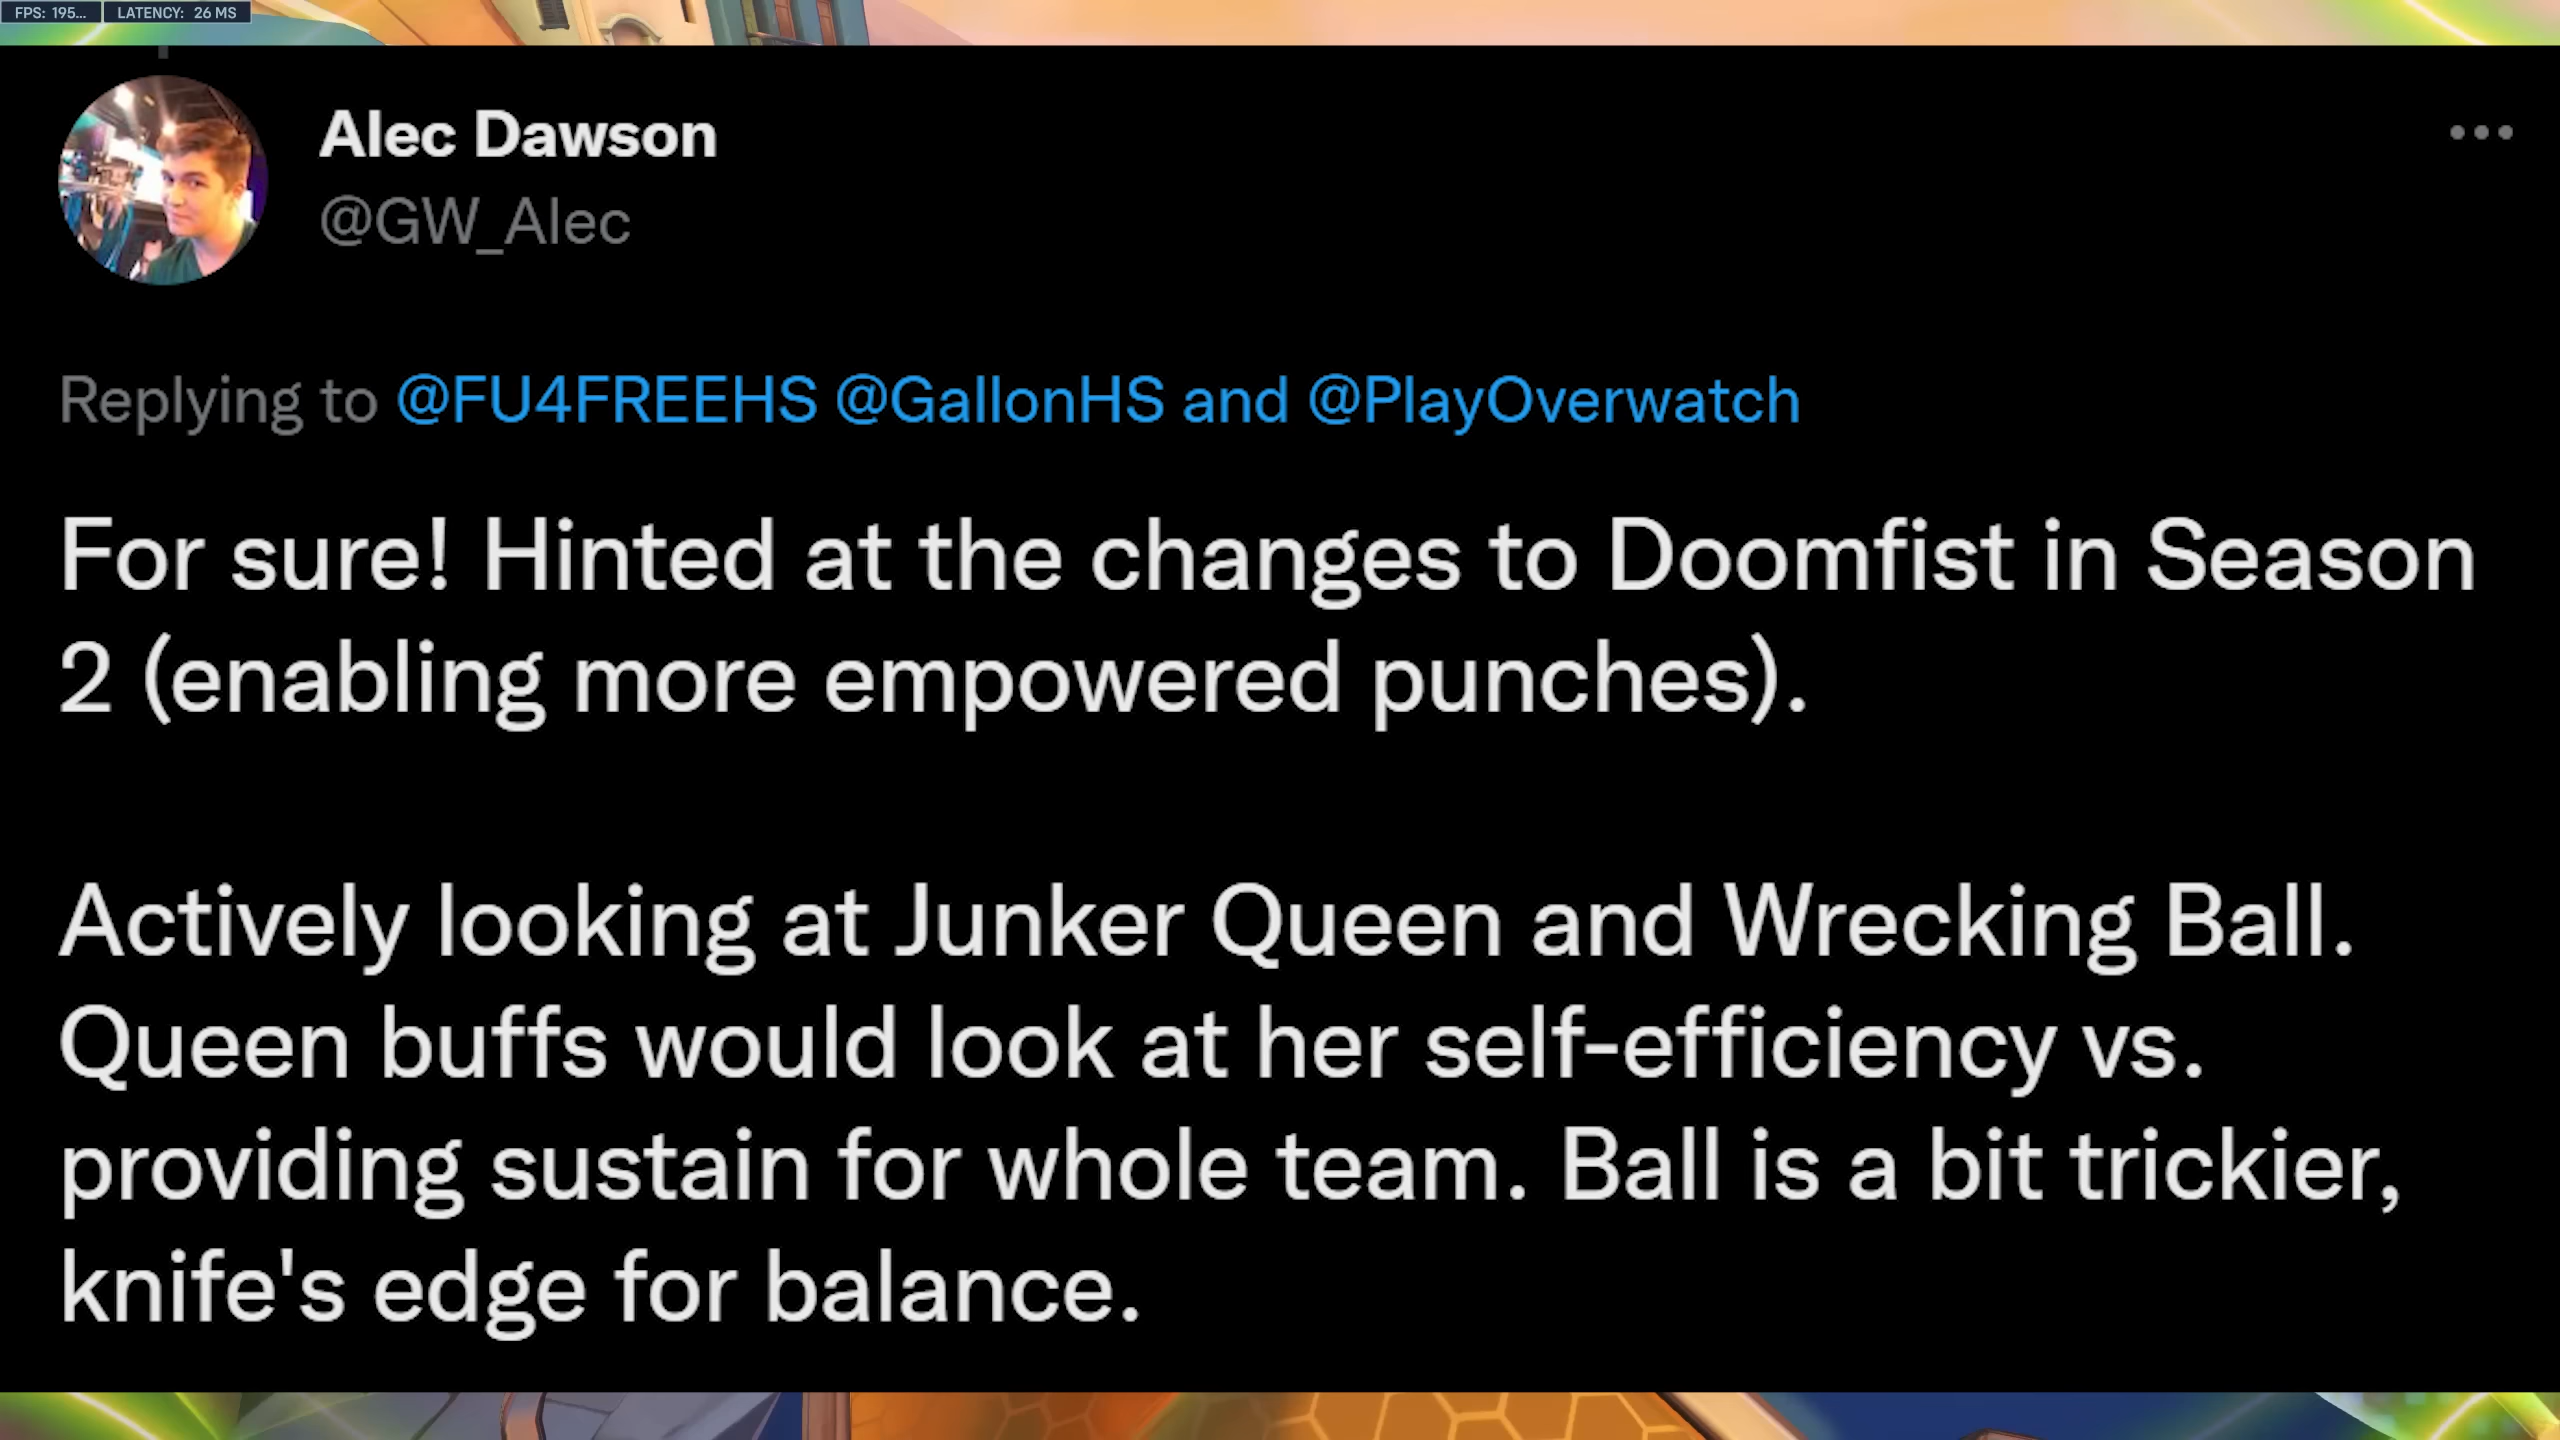 FPS: 195... LATENCY: 26 MS
Alec Dawson
@GW_Alec
Replying to @FU4FREEHS @GallonHS and @PlayOverwatch
For sure! Hinted at the changes to Doomfist in Season
2 (enabling more empowered punches).
Actively looking at Junker Queen and Wrecking Ball.
Queen buffs would look at her self-efficiency vs.
providing sustain for whole team. Ball is a bit trickier,
knife's edge for balance.